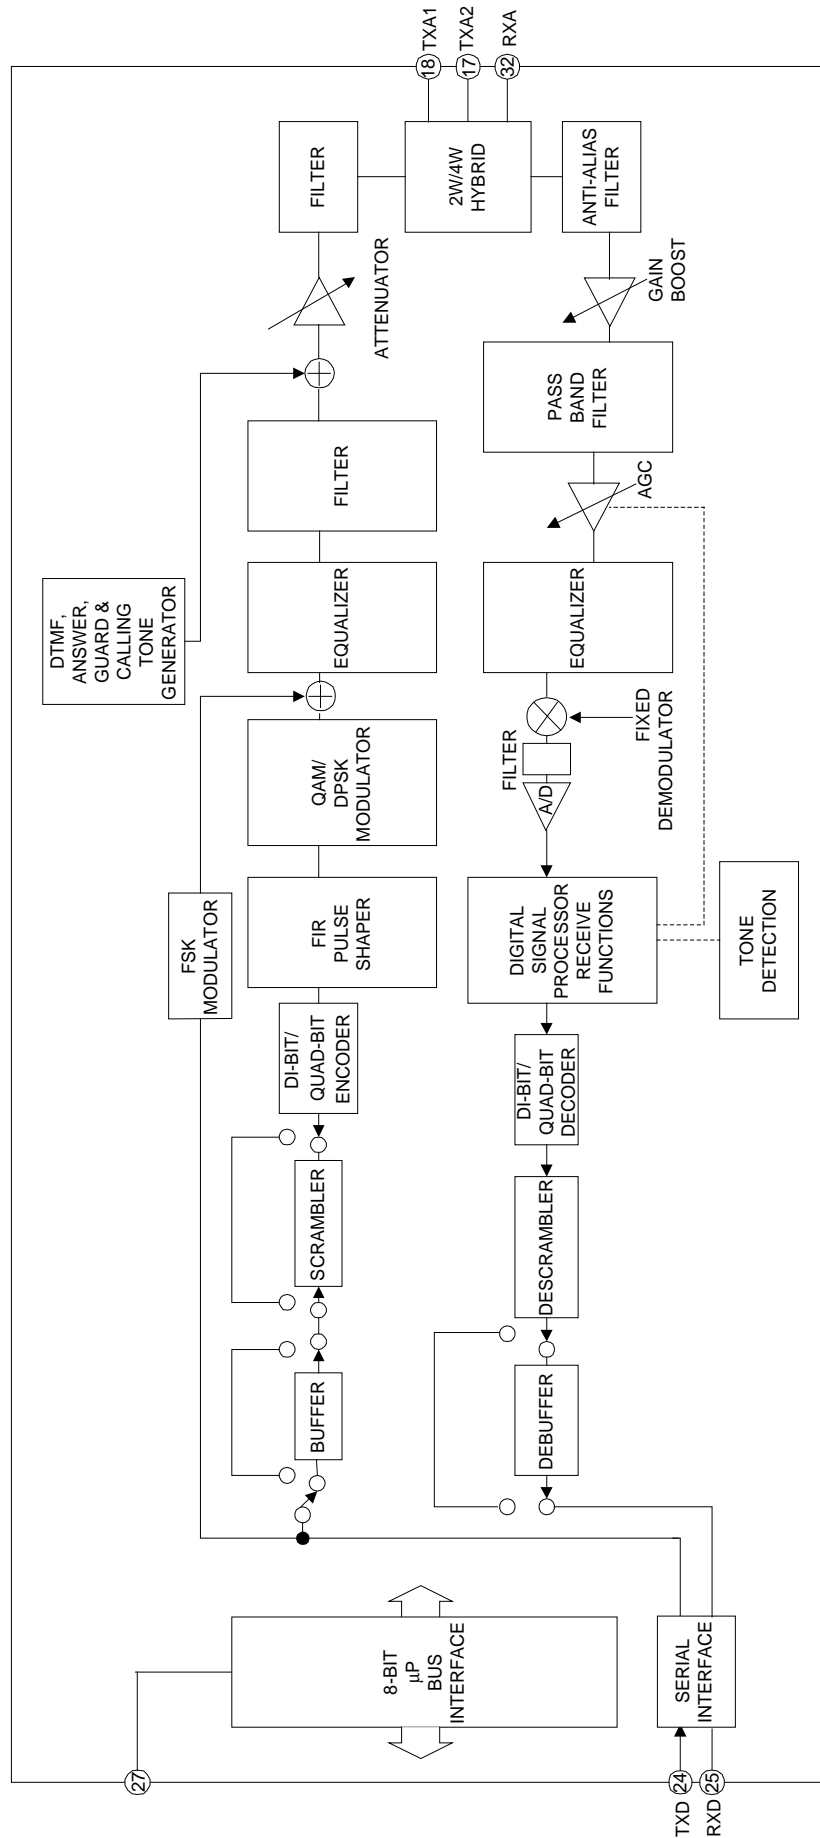 DTMF,
ANSWER,
GUARD &
CALLING
TONE
GENERATOR
FSK
MODULATOR
BUFFER
SCRAMBLER
DI-BIT/
QUAD-BIT
ENCODER
FIR
PULSE
SHAPER
QAM/
DPSK
MODULATOR
EQUALIZER
FILTER
ATTENUATOR
FILTER
18 TXA1
17 TXA2
32 RXA
2W/4W
HYBRID
ANTI-ALIAS
FILTER
GAIN
BOOST
PASS
BAND
FILTER
AGC
EQUALIZER
FIXED
DEMODULATOR
FILTER
A/D
DIGITAL
SIGNAL
PROCESSOR
RECEIVE
FUNCTIONS
TONE
DETECTION
DI-BIT/
QUAD-BIT
DECODER
DESCRAMBLER
DEBUFFER
27
8-BIT
µP
BUS
INTERFACE
SERIAL
INTERFACE
TXD 24
RXD 25